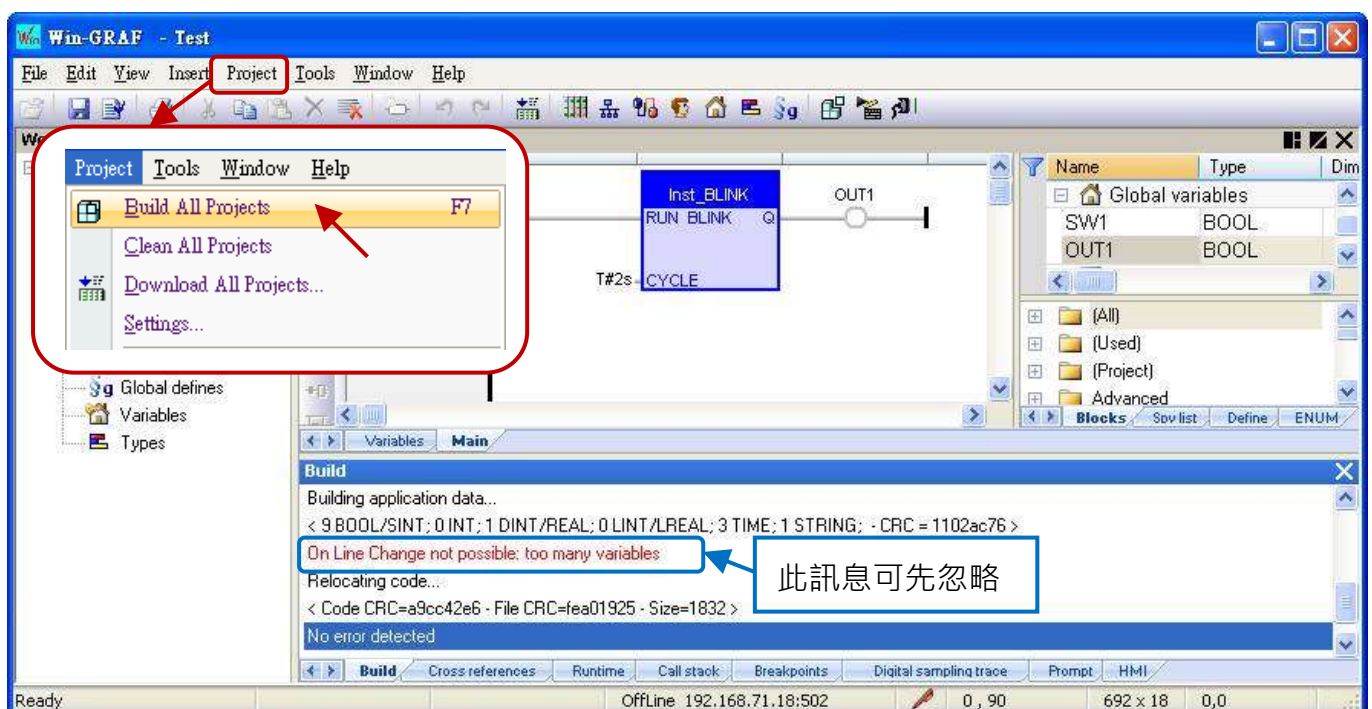 Win-GRAF - Test
File Edit View Insert Project Tools Window Help
Project Tools Window Help
Build All Projects F7
Clean All Projects
Download All Projects...
Settings...
Inst_BLINK
RUN BLINK Q
OUT1
T#2s CYCLE
Name Type Dim
Global variables
SW1 BOOL
OUT1 BOOL
(All)
(Used)
(Project)
Advanced
Blocks Spy list Define ENUM
Global defines
Variables
Types
Variables Main
Build
Building application data...
< 9 BOOL/SINT; 0 INT; 1 DINT/REAL; 0 LINT/LREAL; 3 TIME; 1 STRING; - CRC = 1102ac76 >
On Line Change not possible: too many variables
此訊息可先忽略
Relocating code...
< Code CRC=a9cc42e6 - File CRC=fea01925 - Size=1832 >
No error detected
Build Cross references Runtime Call stack Breakpoints Digital sampling trace Prompt HMI
Ready OffLine 192.168.71.18:502 0 , 90 692 x 18 0,0